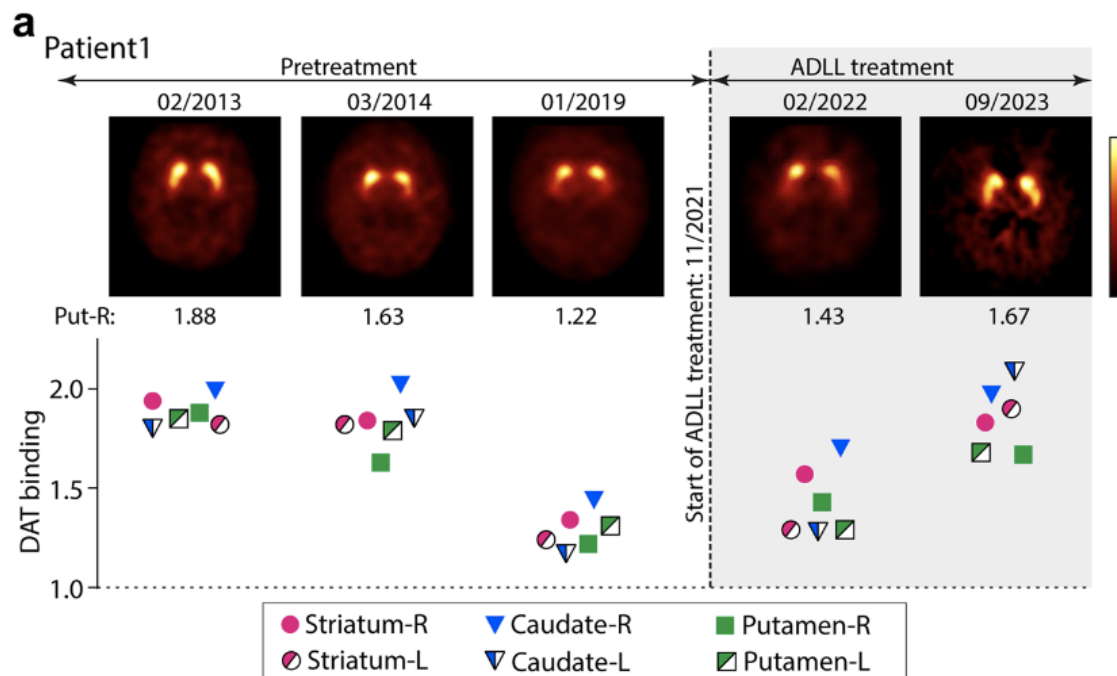 a
Patient1
Pretreatment
ADLL treatment
02/2013 03/2014 01/2019 02/2022 09/2023
Start of ADLL treatment: 11/2021
Put-R: 1.88 1.63 1.22 1.43 1.67
DAT binding
2.0
1.5
1.0
Striatum-R Caudate-R Putamen-R
Striatum-L Caudate-L Putamen-L